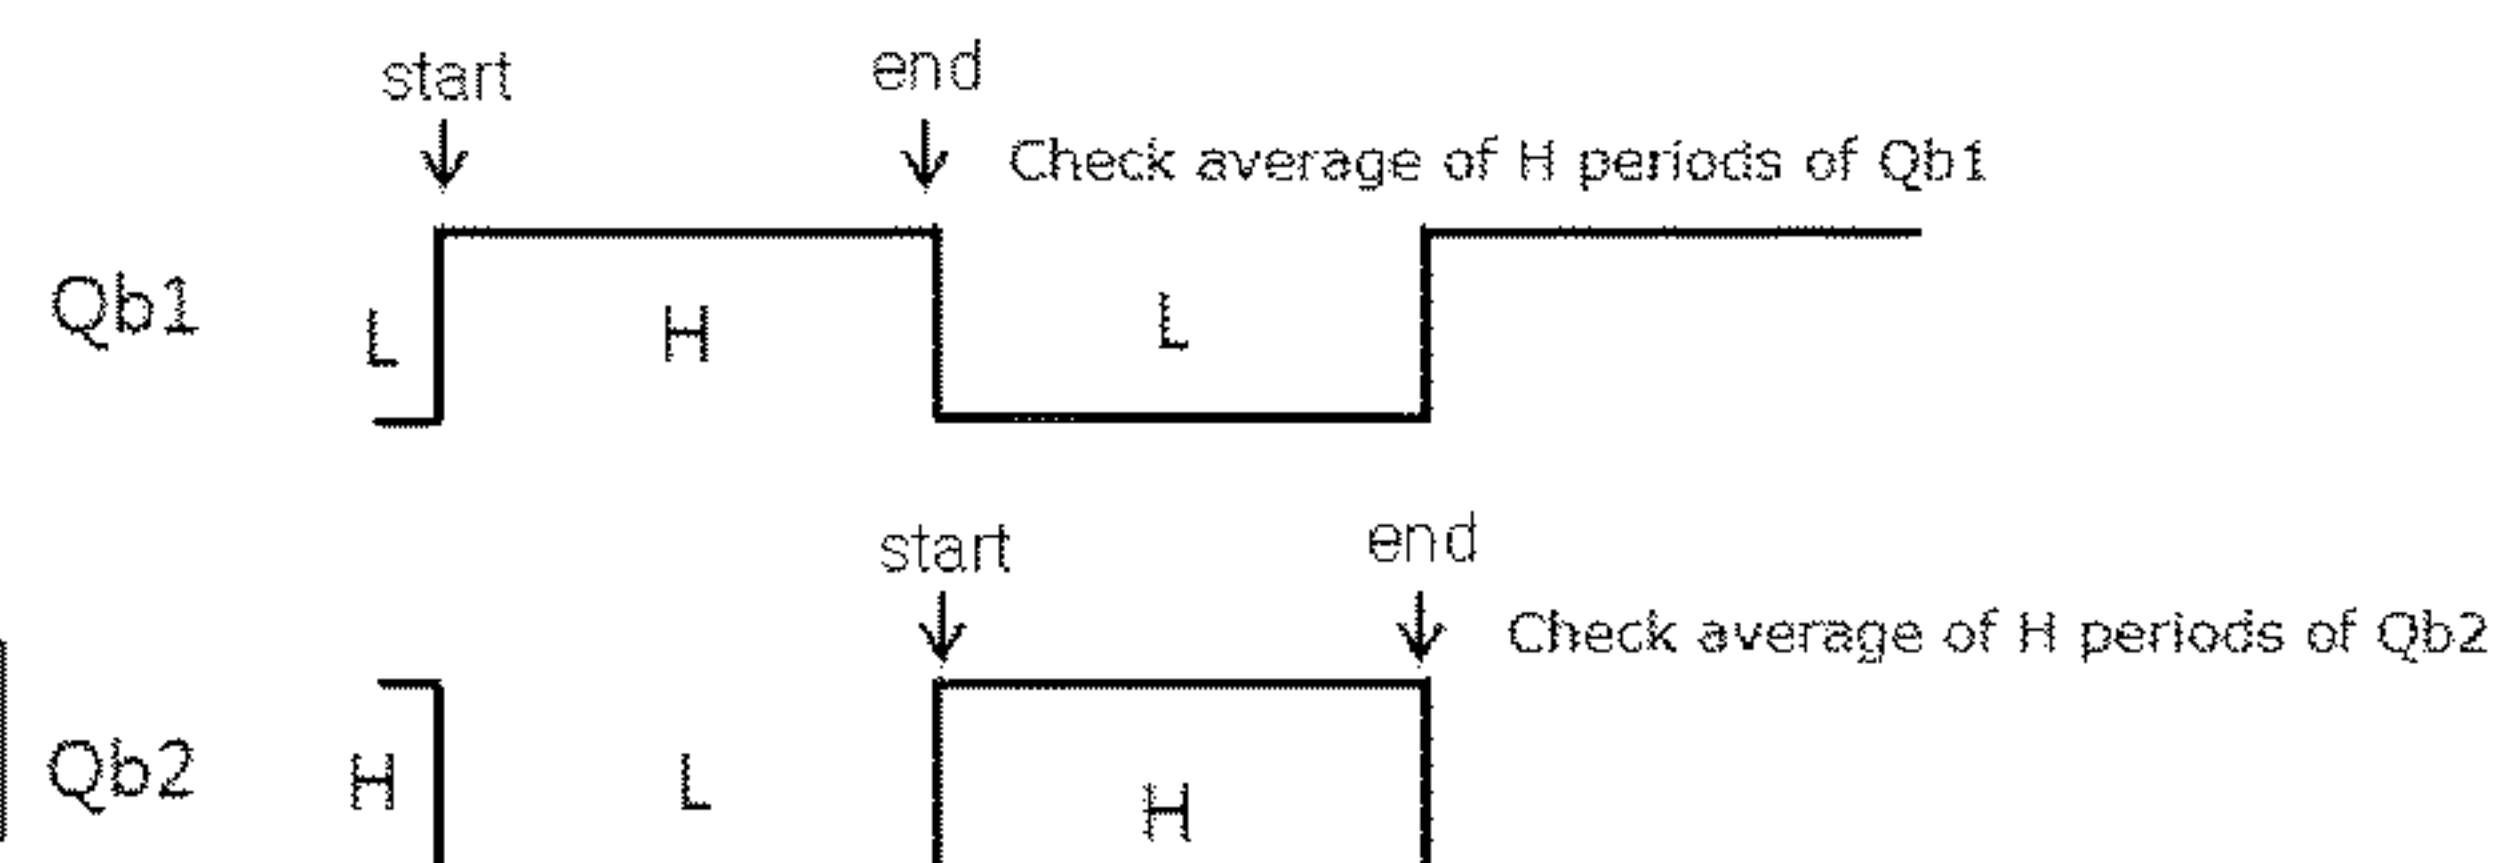 start
end
Check average of H periods of Qb1
Qb1
L
H
L
start
end
Check average of H periods of Qb2
Qb2
H
L
H